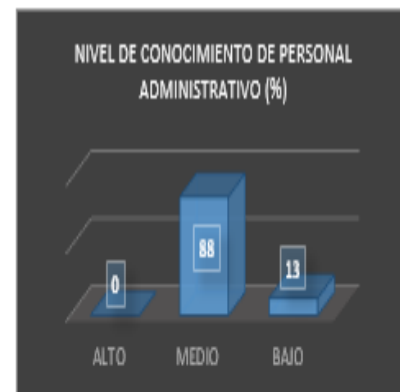 NIVEL DE CONOCIMIENTO DE PERSONAL
ADMINISTRATIVO (%)
0
88
13
ALTO MEDIO BAJO